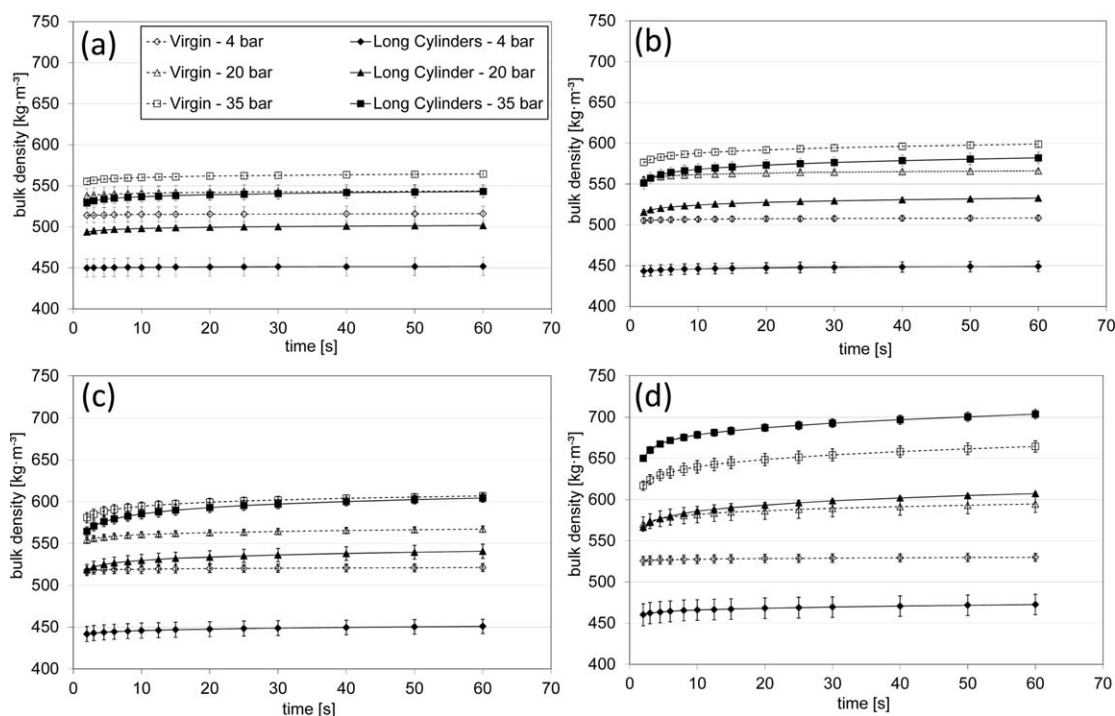 (a)
750
700
650
600
550
500
450
400
bulk density [kg·m⁻³]
Virgin - 4 bar
Virgin - 20 bar
Virgin - 35 bar
Long Cylinders - 4 bar
Long Cylinder - 20 bar
Long Cylinders - 35 bar
0 10 20 30 40 50 60 70
time [s]
(b)
750
700
650
600
550
500
450
400
bulk density [kg·m⁻³]
0 10 20 30 40 50 60 70
time [s]
(c)
750
700
650
600
550
500
450
400
bulk density [kg·m⁻³]
0 10 20 30 40 50 60 70
time [s]
(d)
750
700
650
600
550
500
450
400
bulk density [kg·m⁻³]
0 10 20 30 40 50 60 70
time [s]